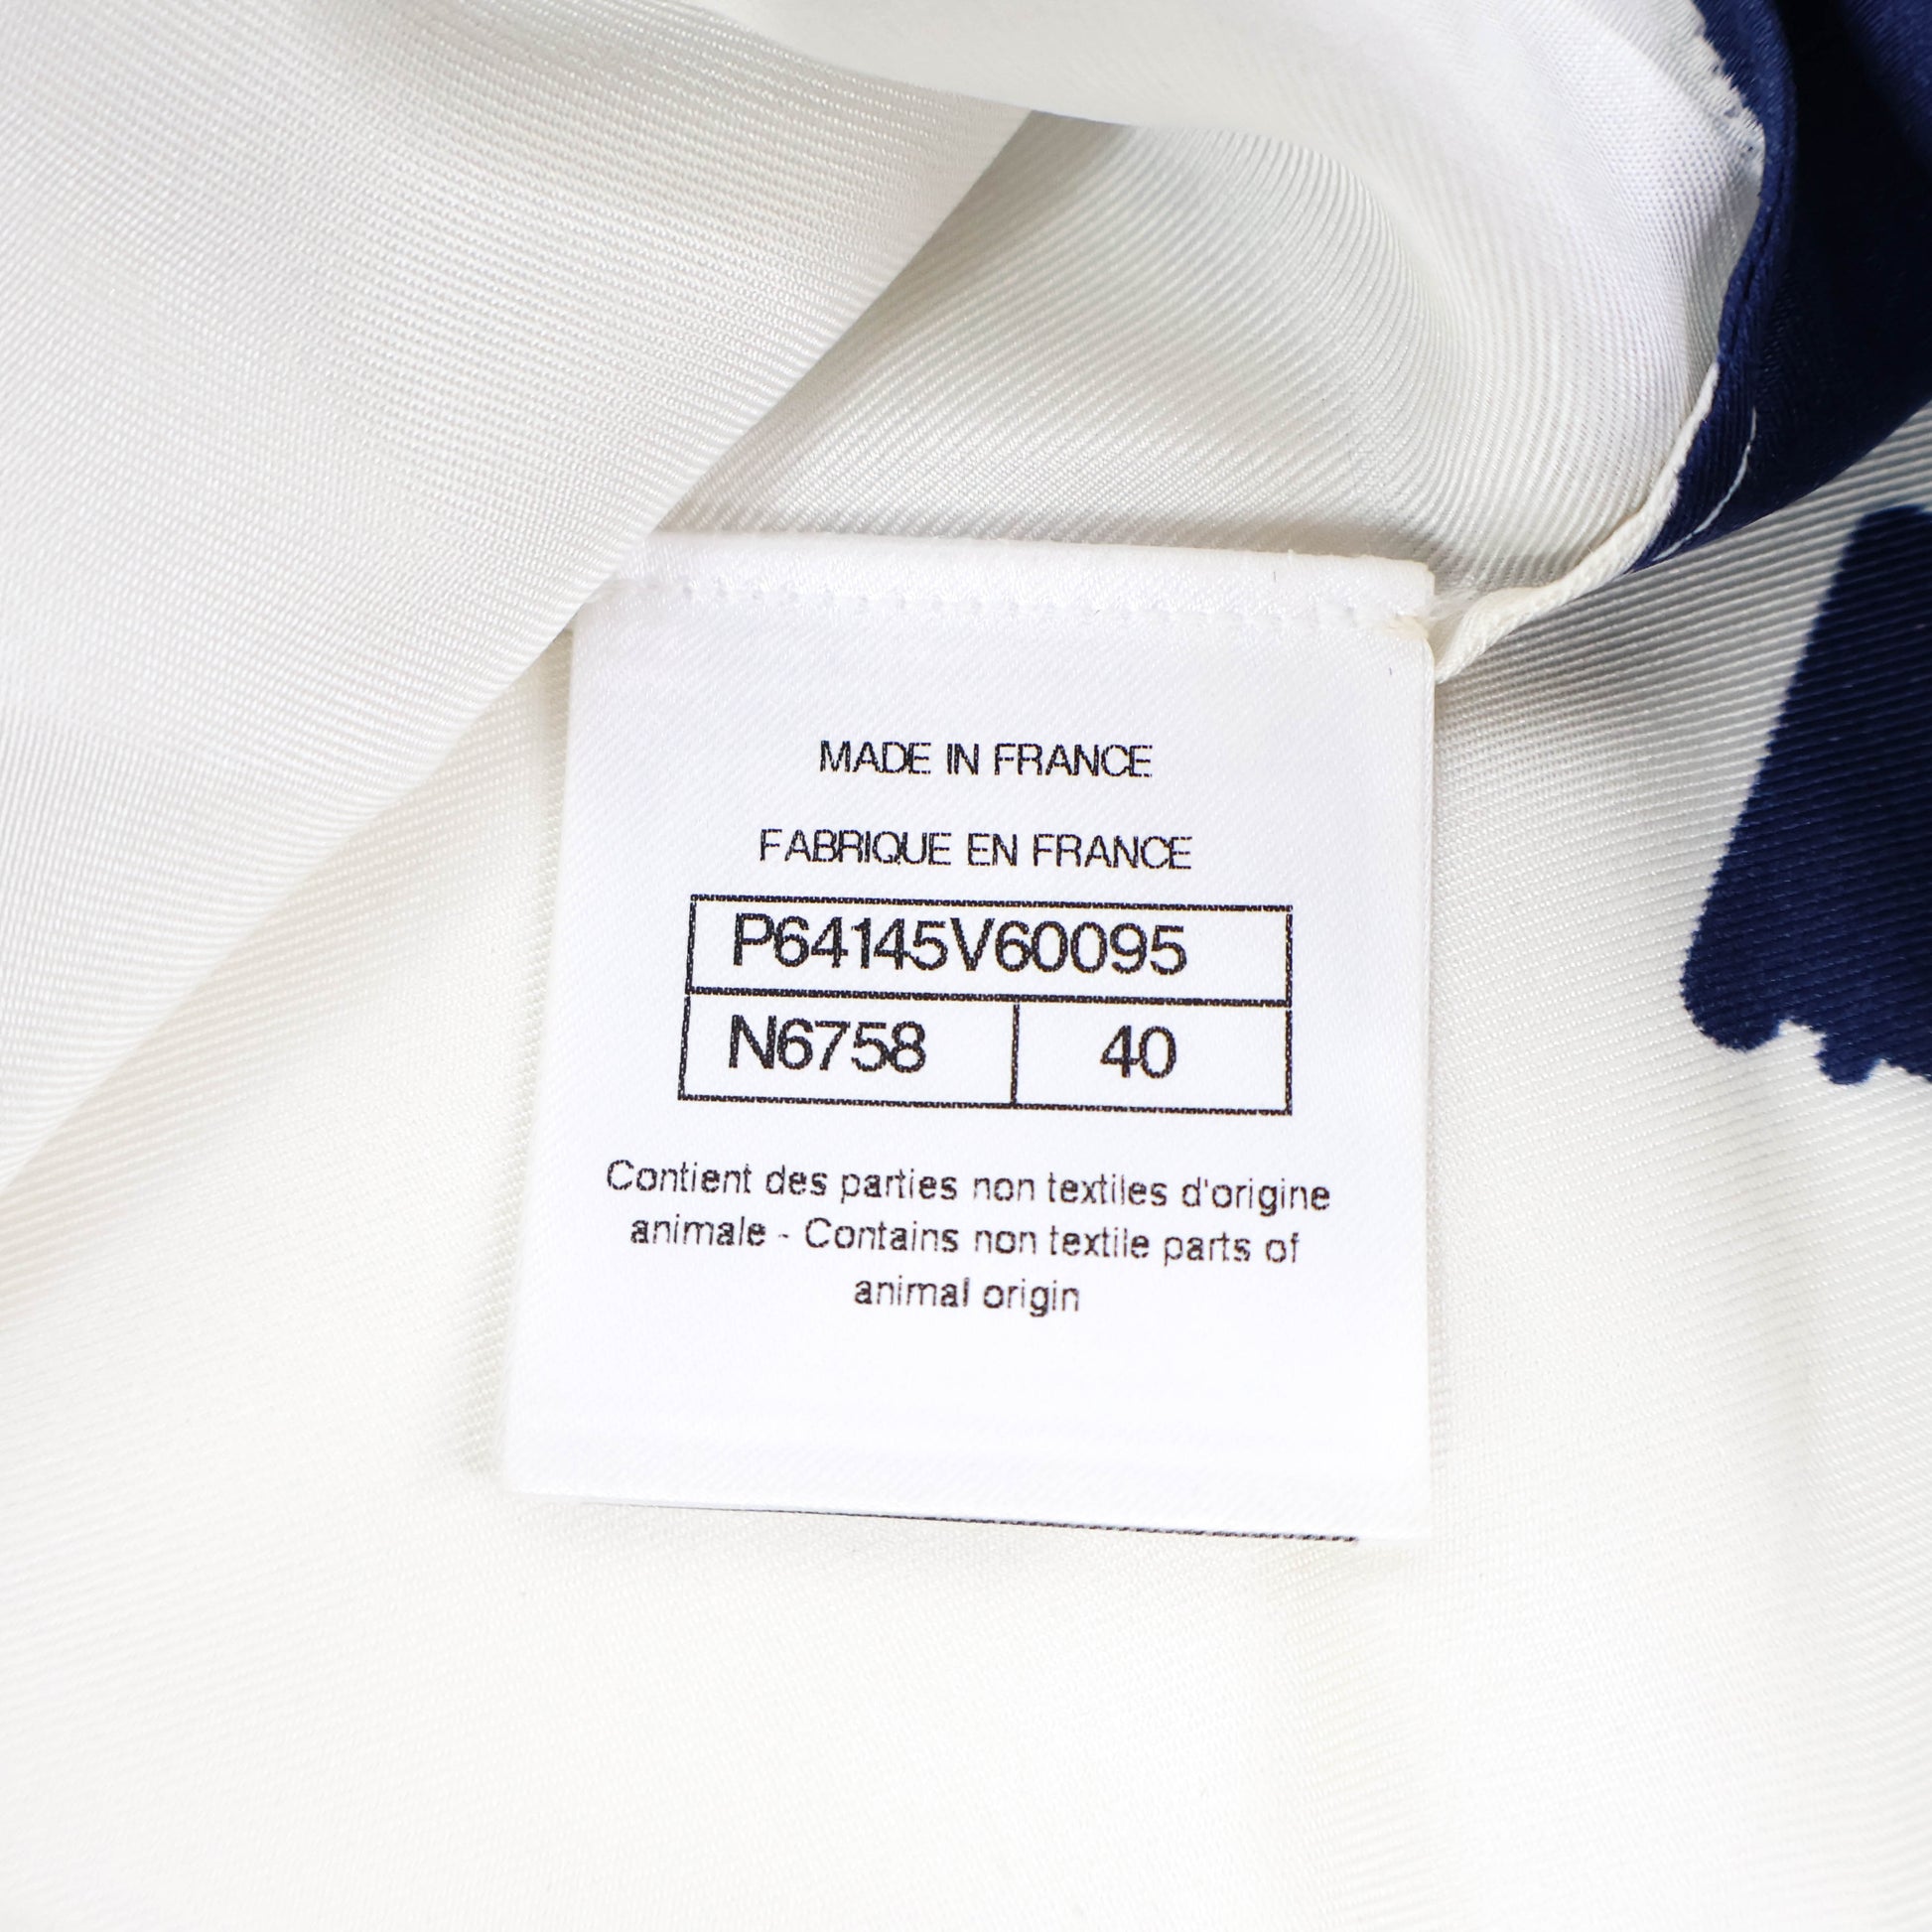 MADE IN FRANCE
FABRIQUE EN FRANCE
P64145V60095
N6758 40
Contient des parties non textiles d'origine
animale - Contains non textile parts of
animal origin